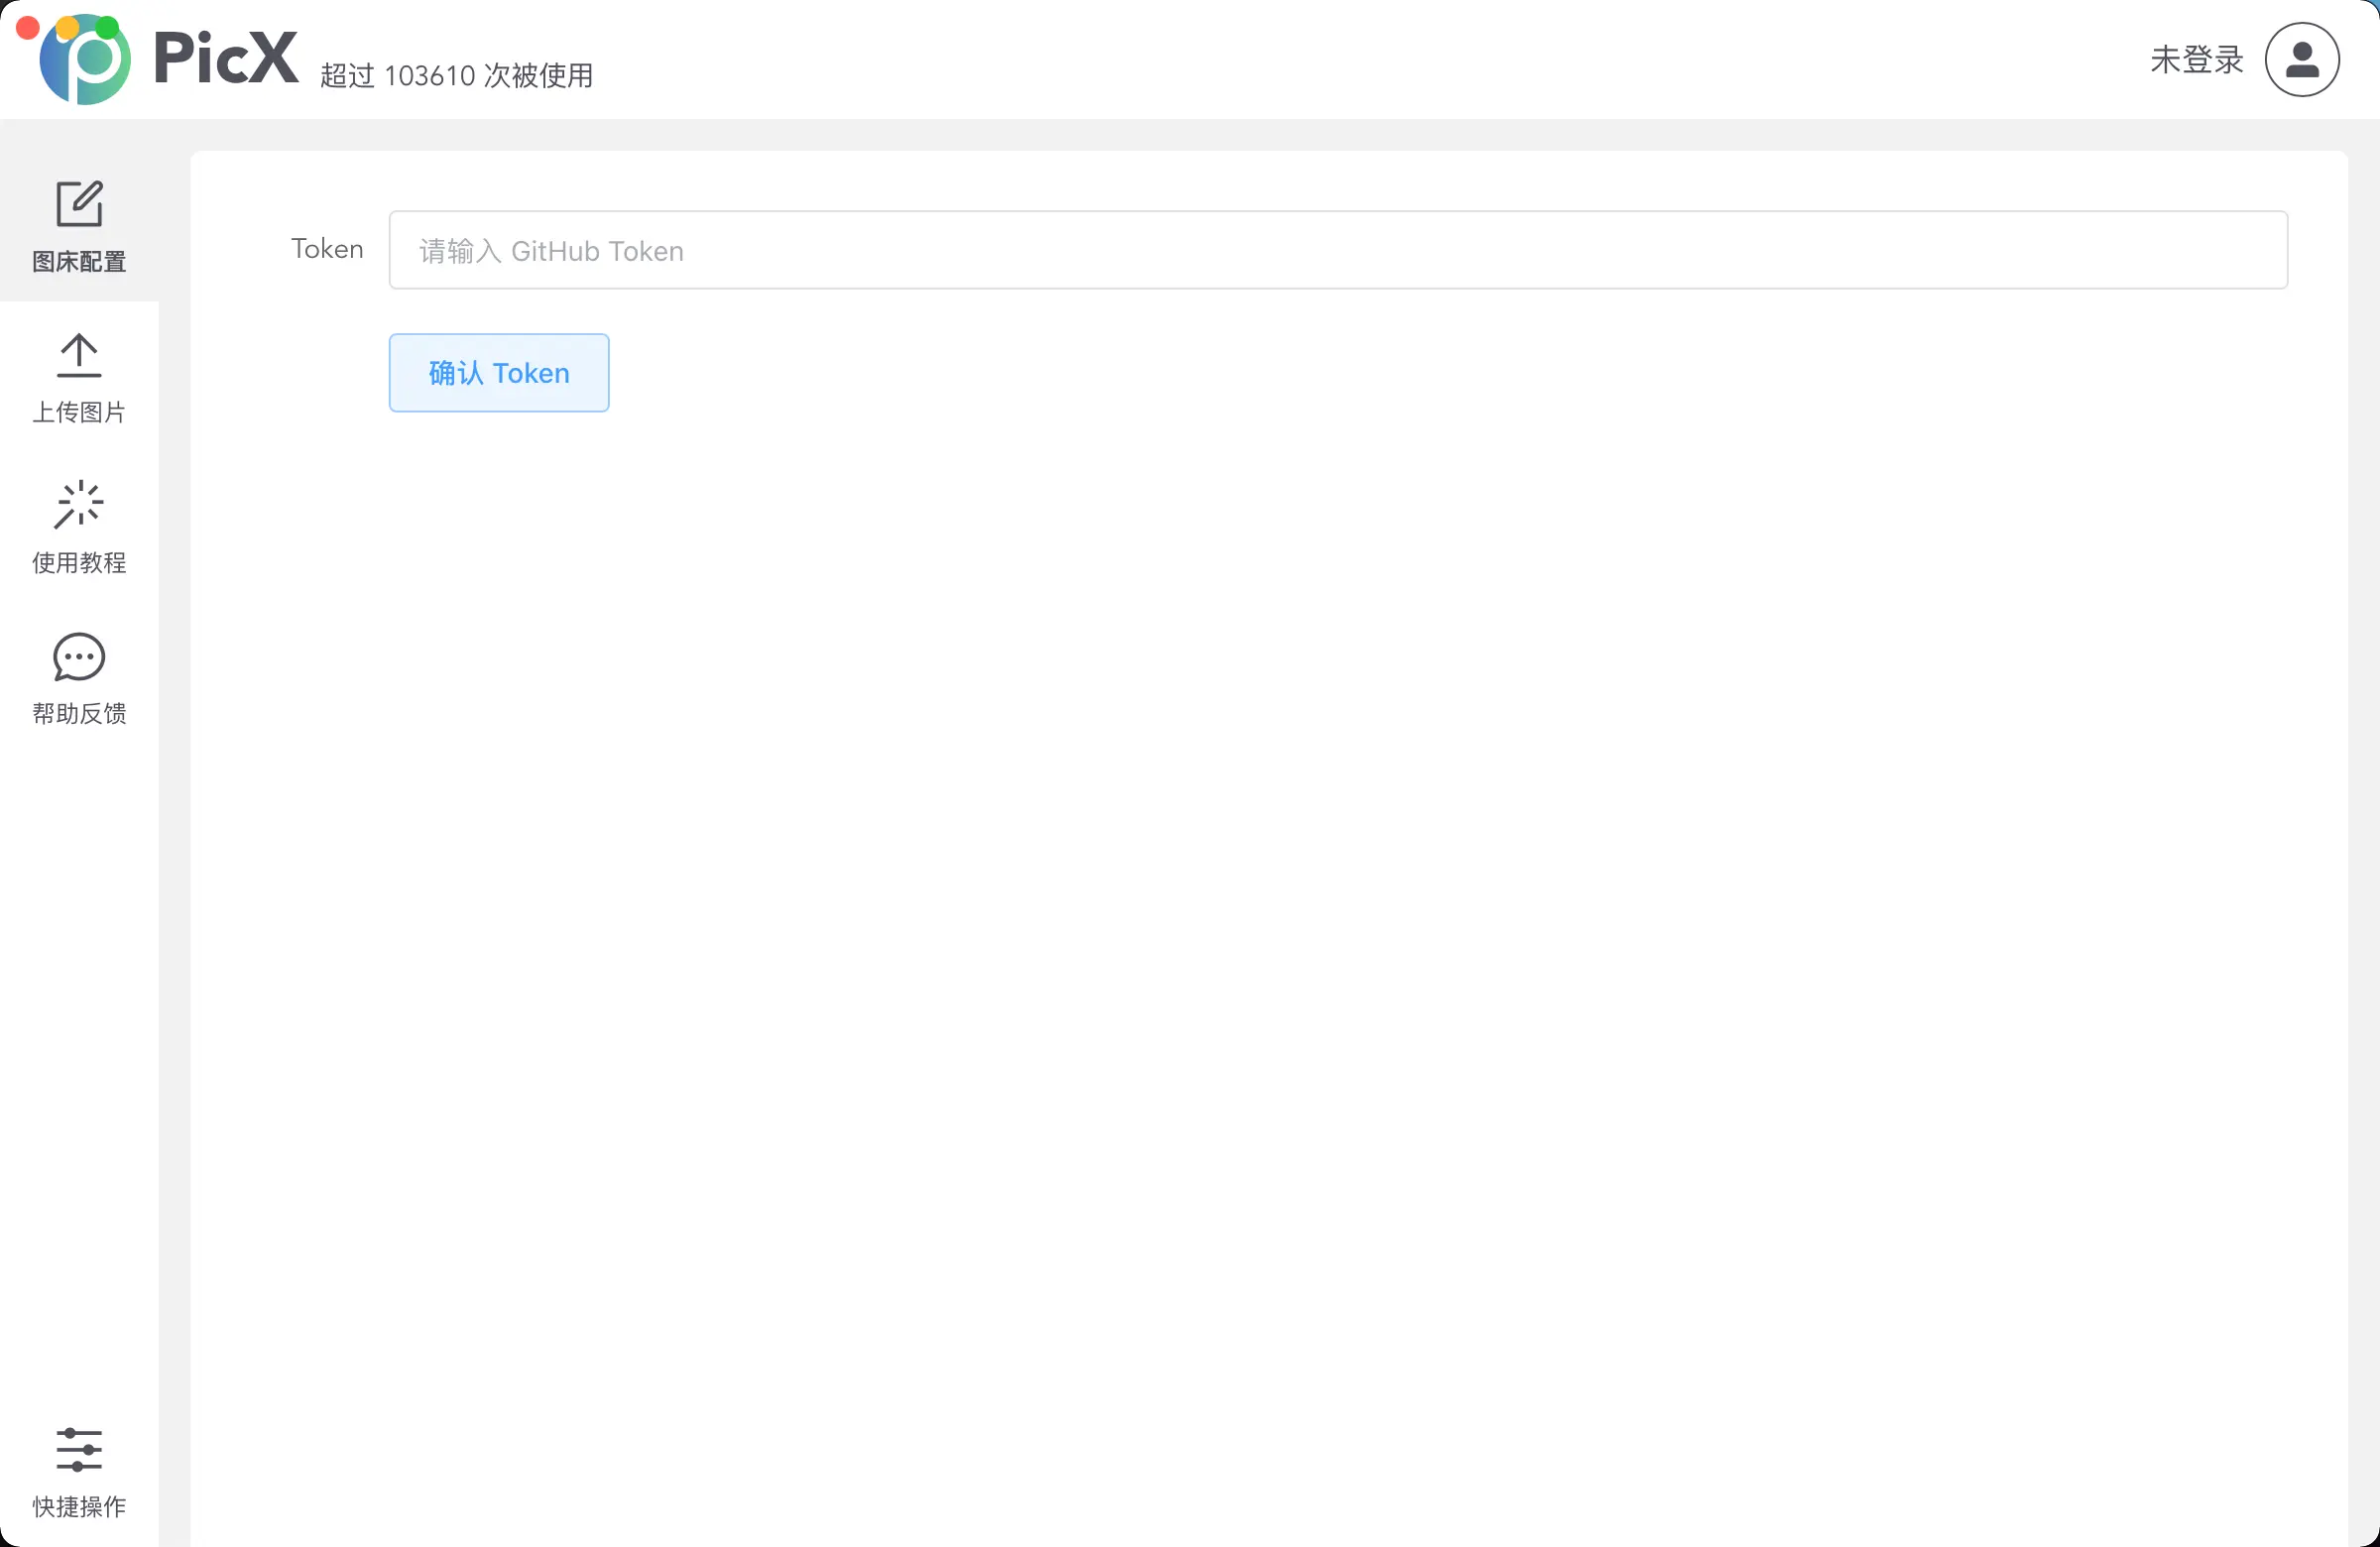 PicX 超过 103610 次被使用
未登录
图床配置
上传图片
使用教程
帮助反馈
快捷操作
Token
请输入 GitHub Token
确认 Token